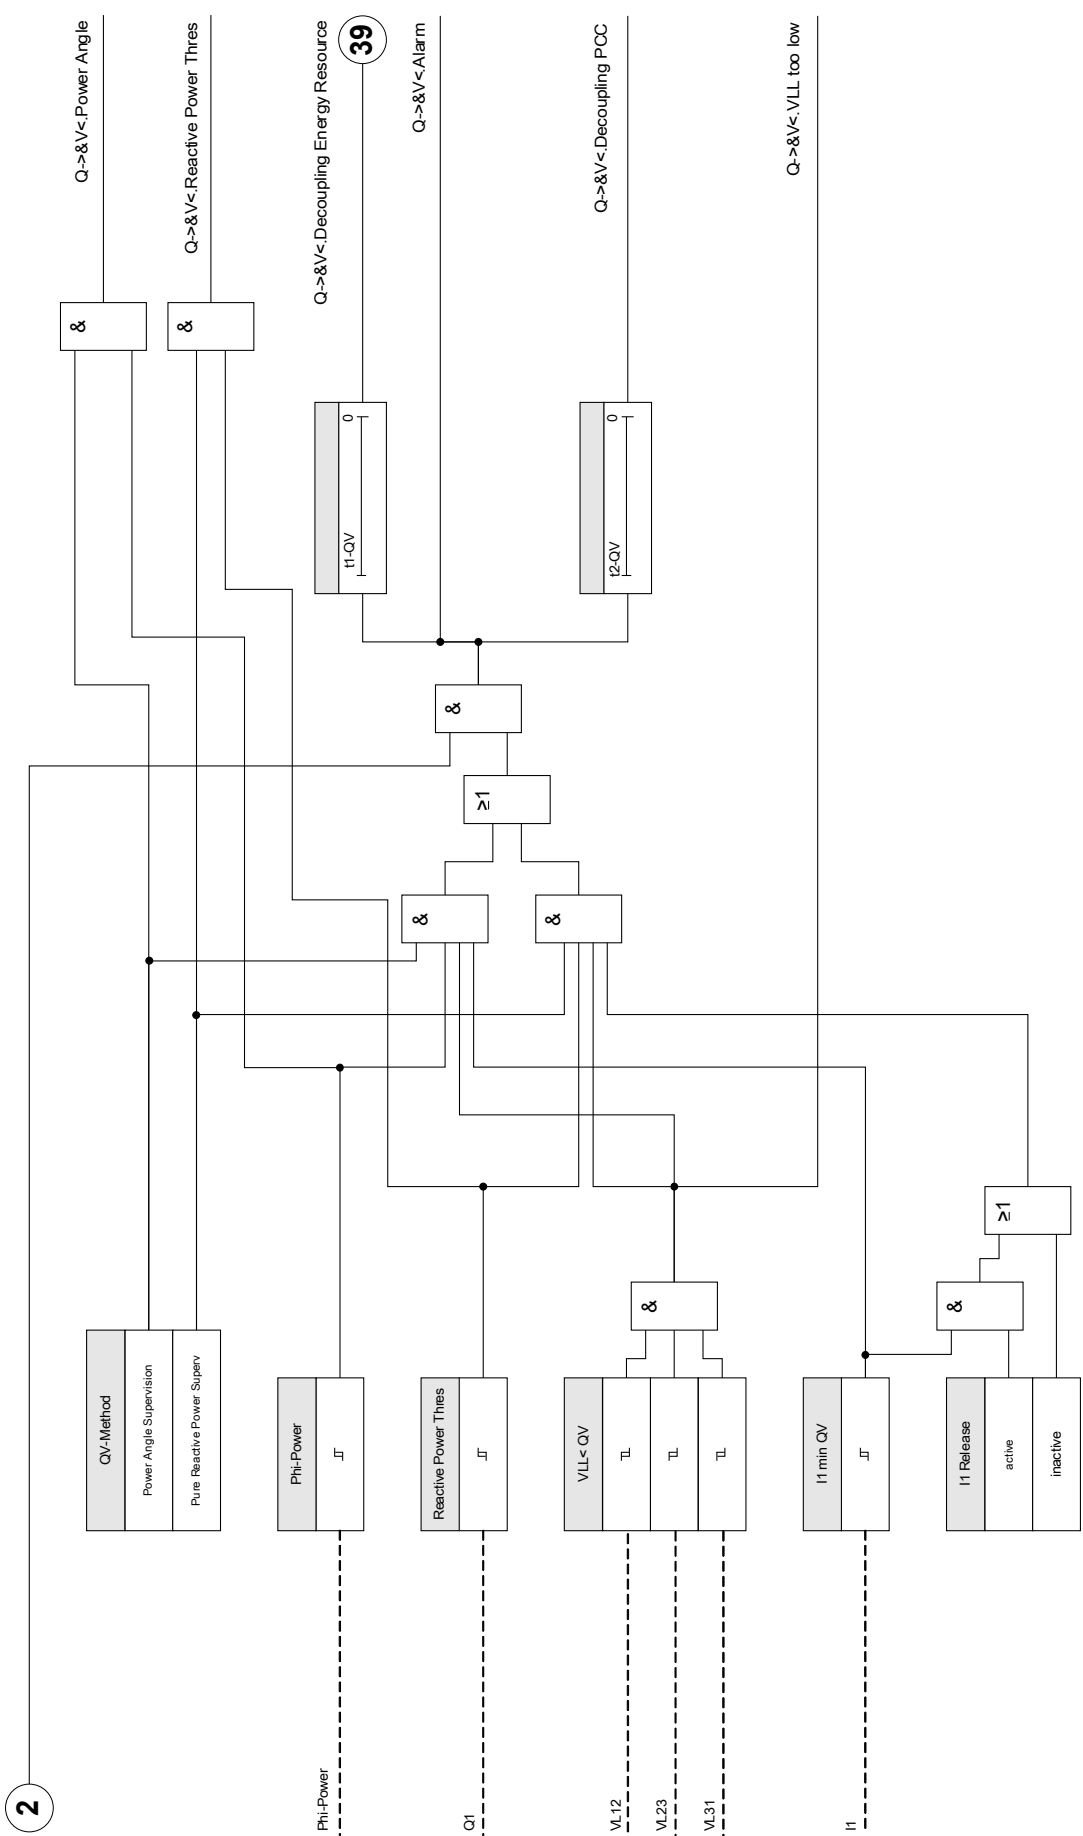 2
Q->&V<.Power Angle
Q->&V<.Reactive Power Thres
Q->&V<.Decoupling Energy Resource
39
Q->&V<.Alarm
Q->&V<.Decoupling PCC
Q->&V<.VLL too low
&
&
t1-QV
0
t2-QV
0
&
≥1
&
&
QV-Method
Power Angle Supervision
Pure Reactive Power Superv
Phi-Power
Phi-Power
Q1
Reactive Power Thres
VL12
VL23
VL31
VLL< QV
&
I1
I1 min QV
I1 Release
active
inactive
&
≥1